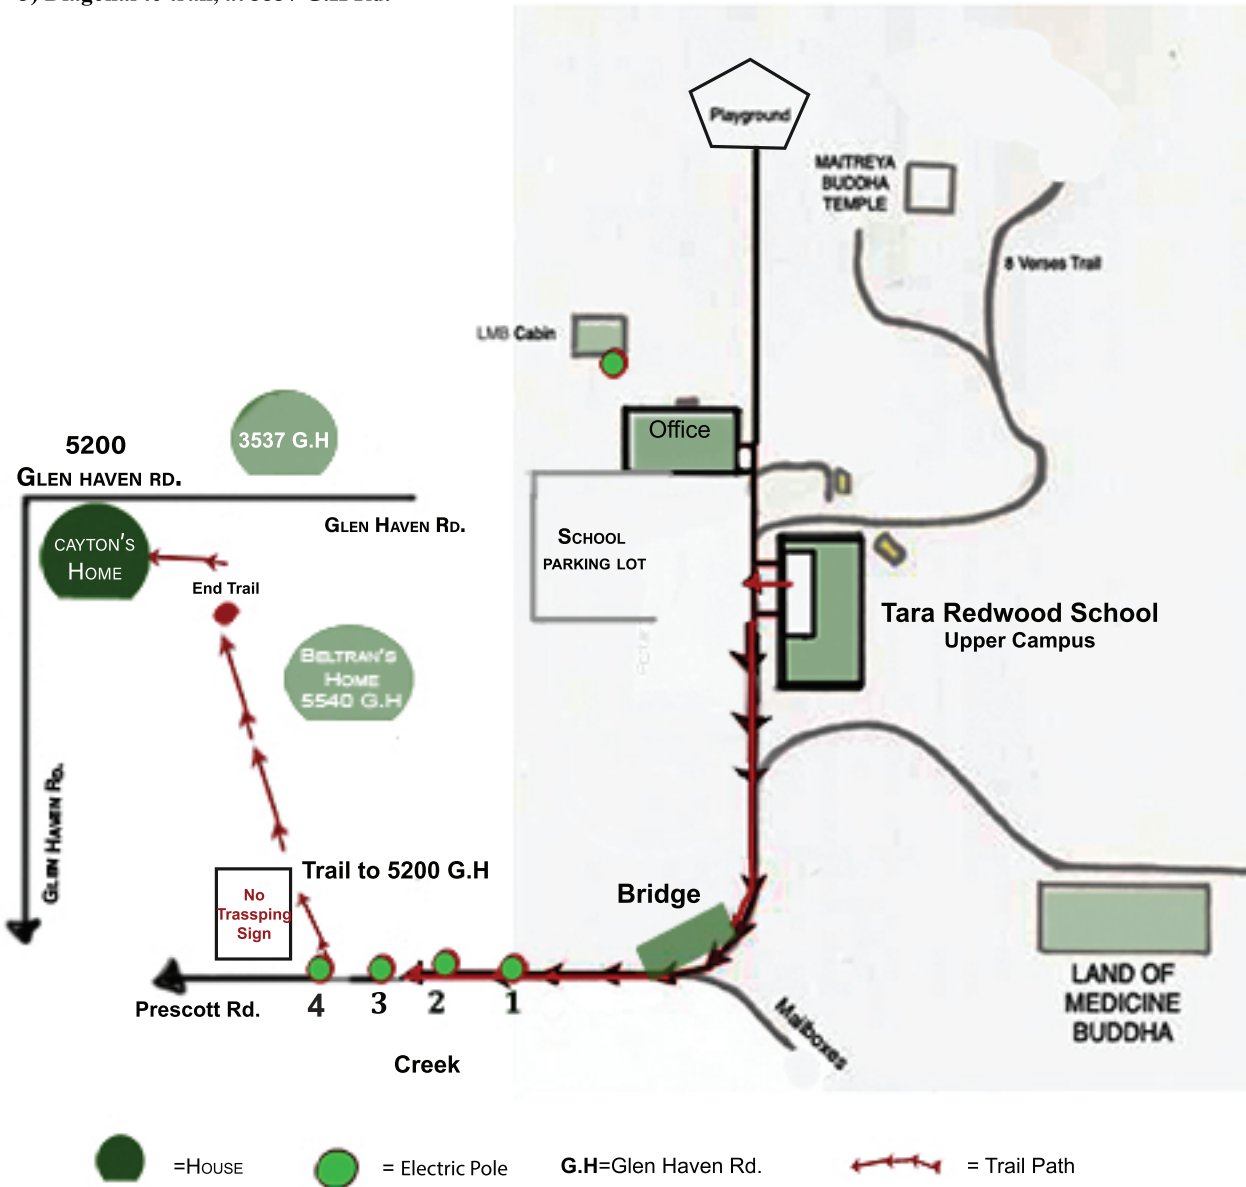 Playground
MAITREYA
BUDDHA
TEMPLE
8 Verses Trail
LMB Cabin
Office
3537 G.H
5200
GLEN HAVEN RD.
GLEN HAVEN RD.
CAYTON'S
HOME
End Trail
SCHOOL
PARKING LOT
Tara Redwood School
Upper Campus
BELTRAN'S
HOME
5540 G.H
GLEN HAVEN RD.
Trail to 5200 G.H
No
Trassping
Sign
Bridge
Prescott Rd.
4
3
2
1
Mailboxes
LAND OF
MEDICINE
BUDDHA
Creek
=HOUSE
= Electric Pole
G.H=Glen Haven Rd.
= Trail Path